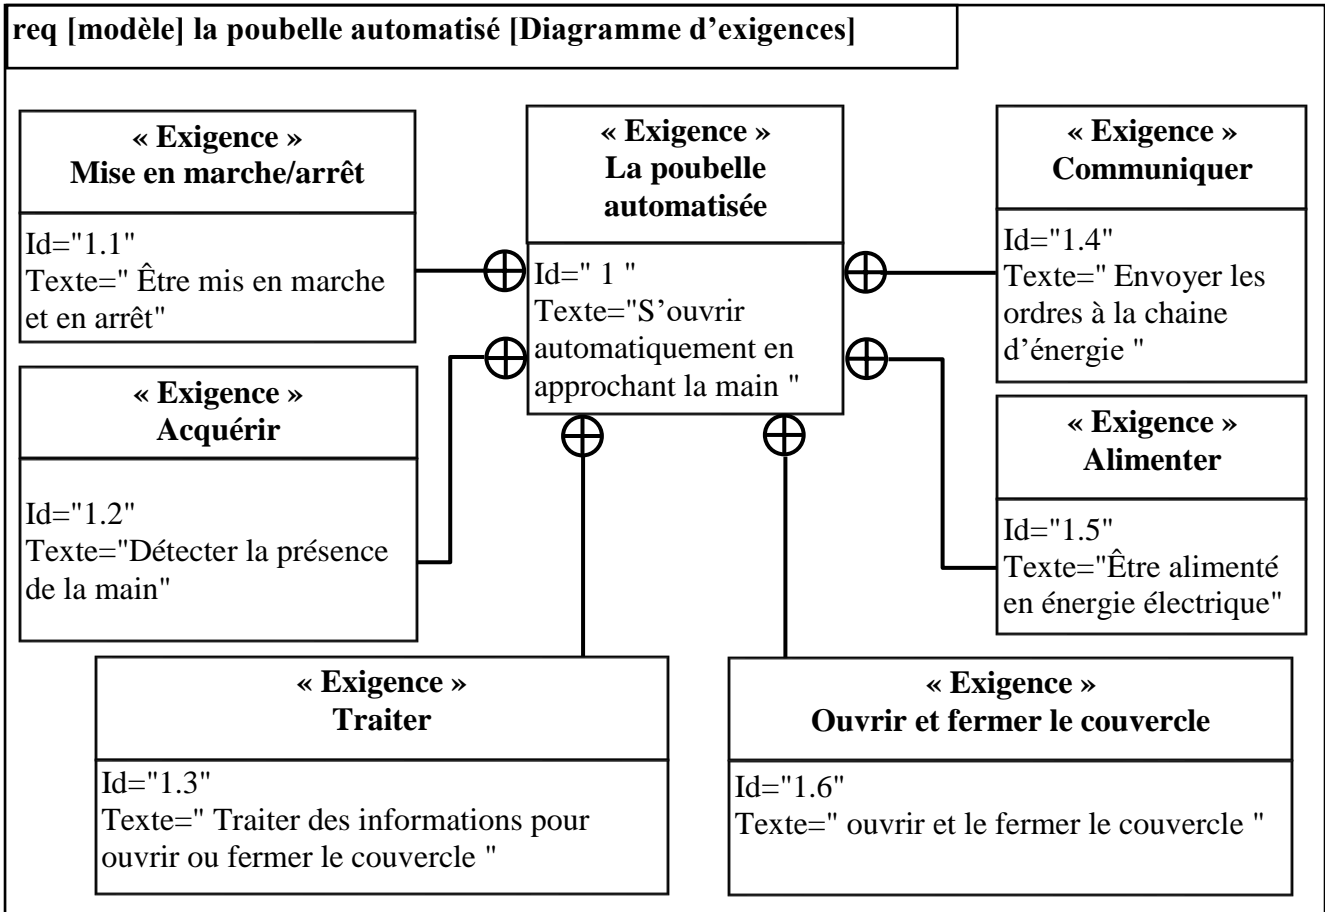 req [modèle] la poubelle automatisé [Diagramme d’exigences]
« Exigence »
Mise en marche/arrêt
Id="1.1"
Texte=" Être mis en marche
et en arrêt"
« Exigence »
La poubelle
automatisée
Id=" 1 "
Texte="S’ouvrir
automatiquement en
approchant la main "
« Exigence »
Communiquer
Id="1.4"
Texte=" Envoyer les
ordres à la chaine
d’énergie "
« Exigence »
Acquérir
Id="1.2"
Texte="Détecter la présence
de la main"
« Exigence »
Alimenter
Id="1.5"
Texte="Être alimenté
en énergie électrique"
« Exigence »
Traiter
Id="1.3"
Texte=" Traiter des informations pour
ouvrir ou fermer le couvercle "
« Exigence »
Ouvrir et fermer le couvercle
Id="1.6"
Texte=" ouvrir et le fermer le couvercle "